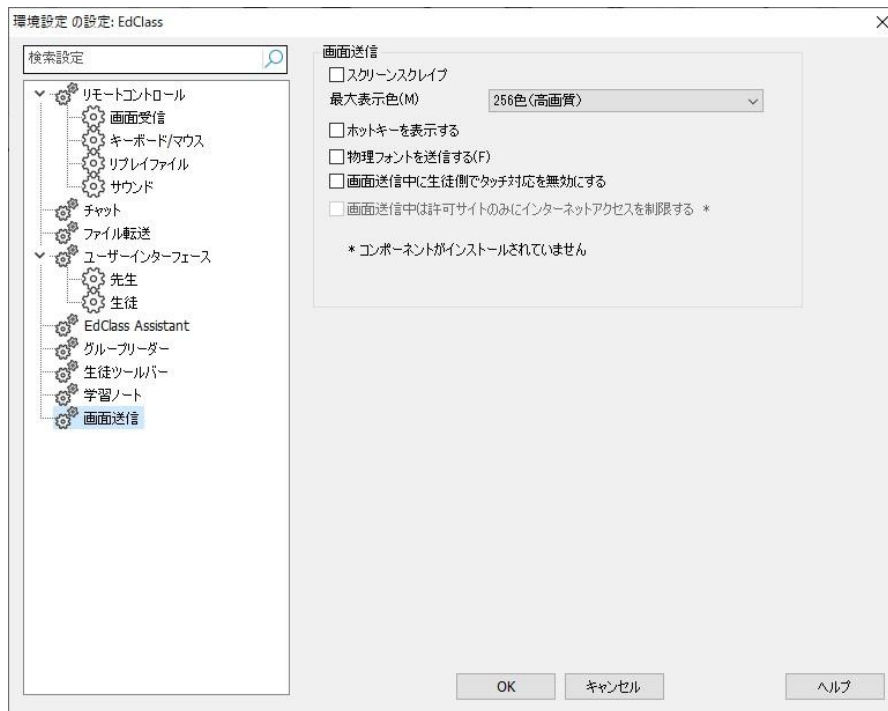 環境設定 の設定: EdClass
検索設定
リモートコントロール
画面受信
キーボード/マウス
リプレイファイル
サウンド
チャット
ファイル転送
ユーザーインターフェース
先生
生徒
EdClass Assistant
グループリーダー
生徒ツールバー
学習ノート
画面送信
画面送信
スクリーンスクレイプ
最大表示色(M) 256色(高画質)
ホットキーを表示する
物理フォントを送信する(F)
画面送信中に生徒側でタッチ対応を無効にする
画面送信中は許可サイトのみにインターネットアクセスを制限する *
* コンポーネントがインストールされていません
OK キャンセル ヘルプ